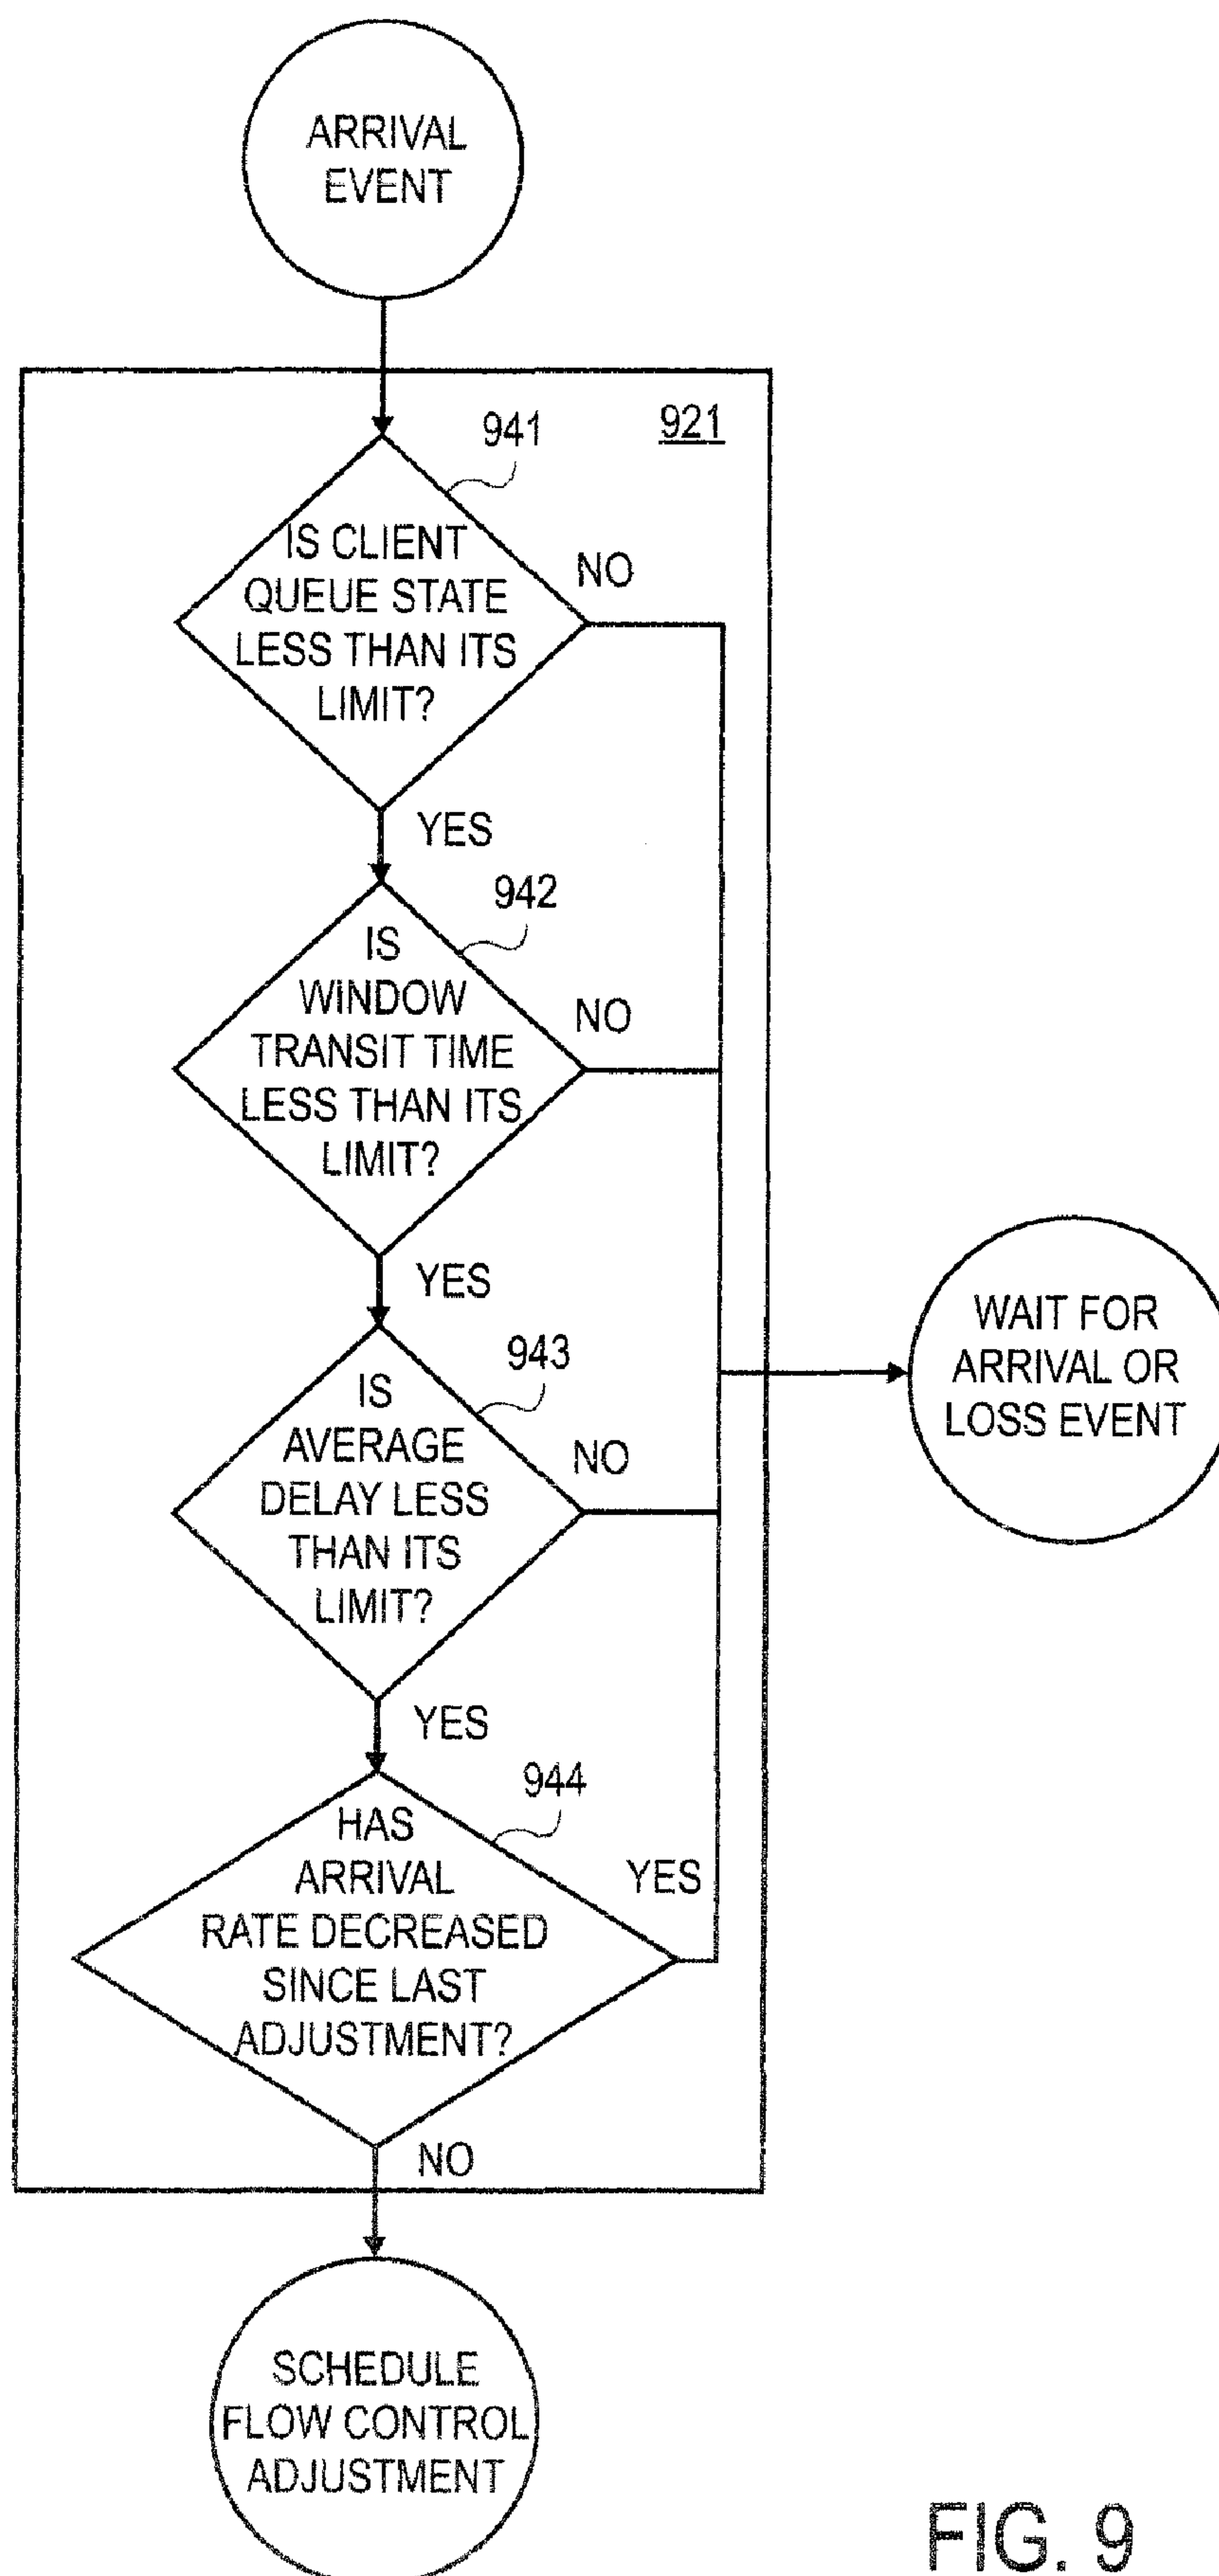 ARRIVAL
EVENT
921
941
IS CLIENT
QUEUE STATE
LESS THAN ITS
LIMIT?
NO
YES
942
IS
WINDOW
TRANSIT TIME
LESS THAN ITS
LIMIT?
NO
YES
943
IS
AVERAGE
DELAY LESS
THAN ITS
LIMIT?
NO
WAIT FOR
ARRIVAL OR
LOSS EVENT
YES
944
HAS
ARRIVAL
RATE DECREASED
SINCE LAST
ADJUSTMENT?
YES
NO
SCHEDULE
FLOW CONTROL
ADJUSTMENT
FIG. 9